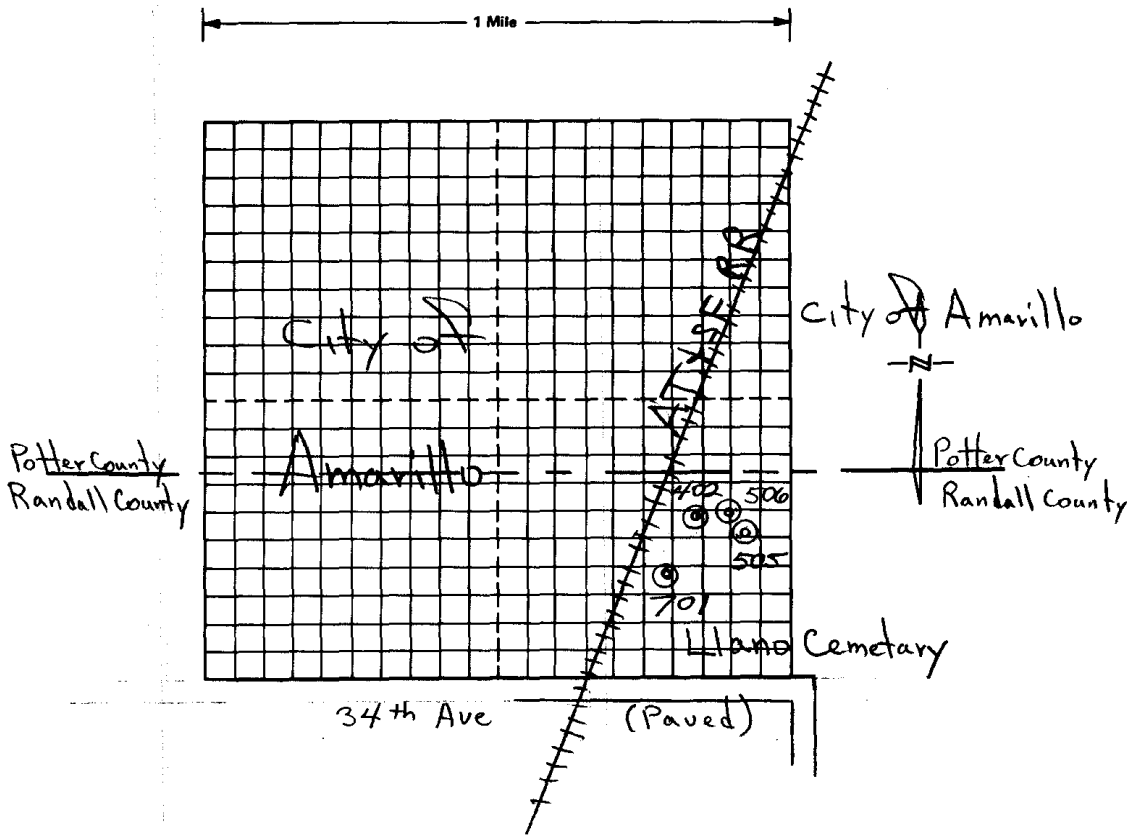 1 Mile
AT&SF RR
City of
City of Amarillo
N
Potter County
Amarillo
Potter County
Randall County
Randall County
402
506
505
701
Llano Cemetary
34th Ave
(Paved)